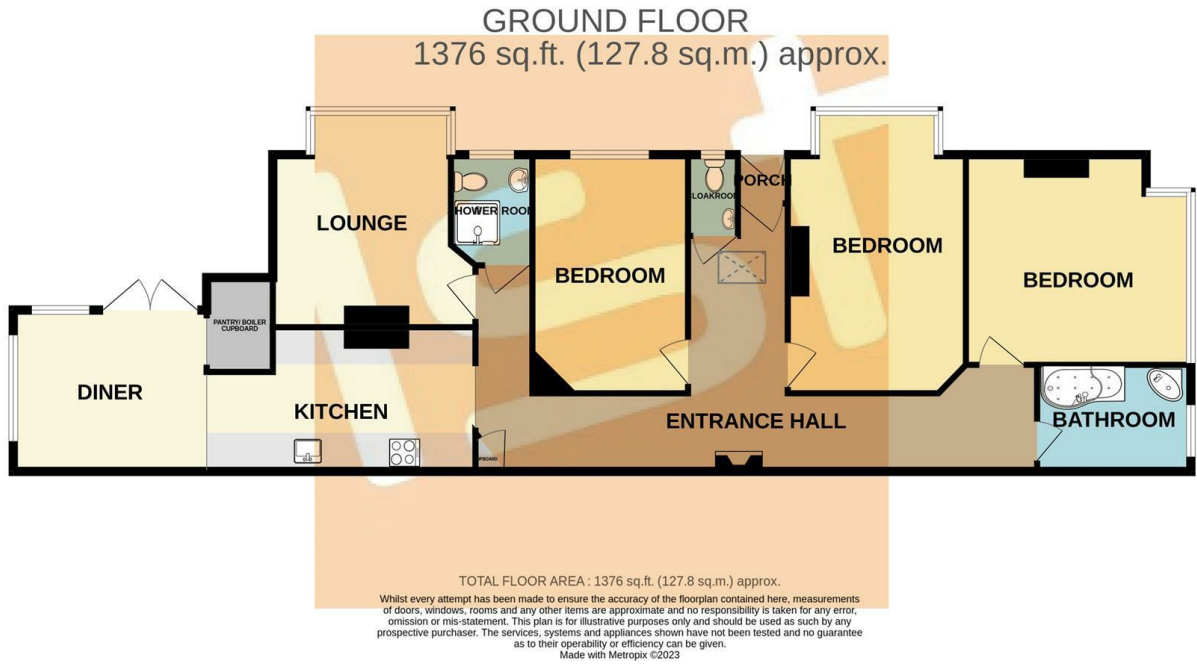 GROUND FLOOR
1376 sq.ft. (127.8 sq.m.) approx.
PORCH
CLOAKROOM
SHOWER ROOM
LOUNGE
BEDROOM
BEDROOM
BEDROOM
PANTRY/ BOILER
CUPBOARD
DINER
KITCHEN
ENTRANCE HALL
BATHROOM
CUPBOARD
TOTAL FLOOR AREA : 1376 sq.ft. (127.8 sq.m.) approx.
Whilst every attempt has been made to ensure the accuracy of the floorplan contained here, measurements
of doors, windows, rooms and any other items are approximate and no responsibility is taken for any error,
omission or mis-statement. This plan is for illustrative purposes only and should be used as such by any
prospective purchaser. The services, systems and appliances shown have not been tested and no guarantee
as to their operability or efficiency can be given.
Made with Metropix ©2023